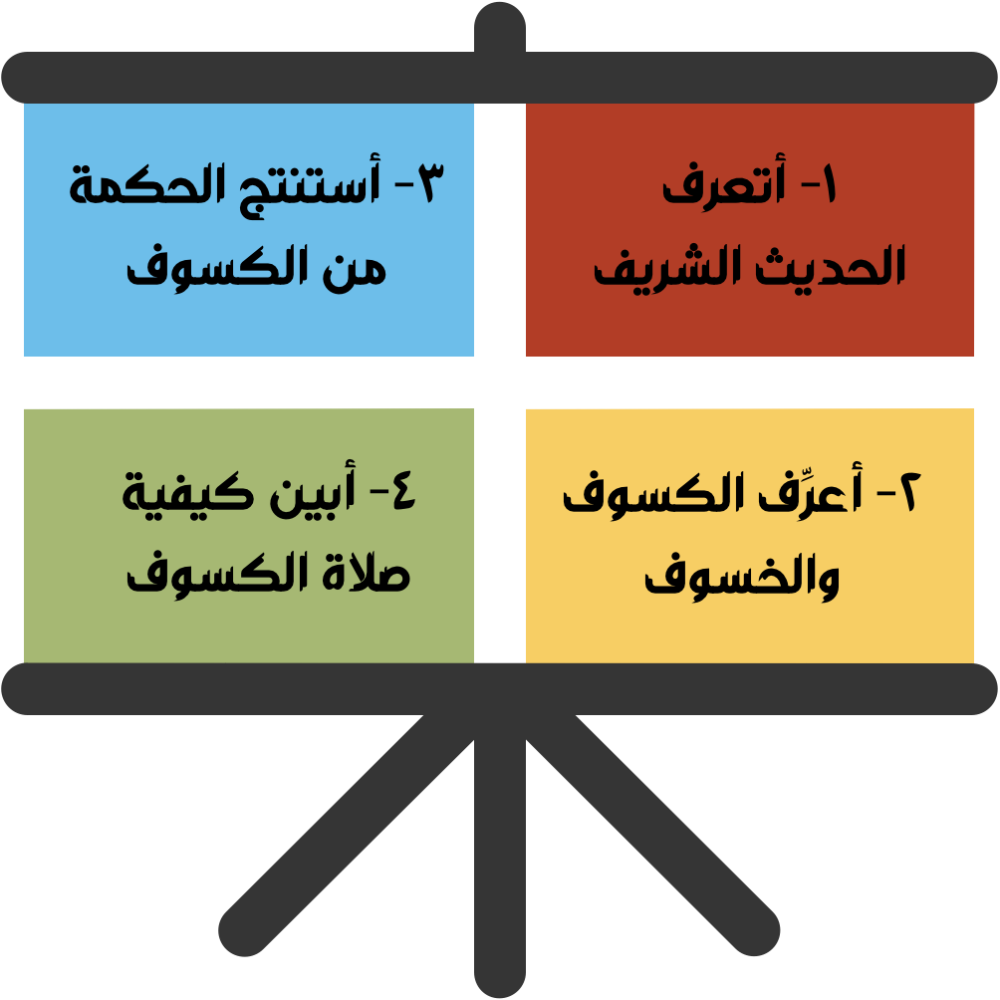 ١- أتعرف
الحديث الشريف
٢- أعرِّف الكسوف
والخسوف
٣- أستنتج الحكمة
من الكسوف
٤- أبين كيفية
صلاة الكسوف